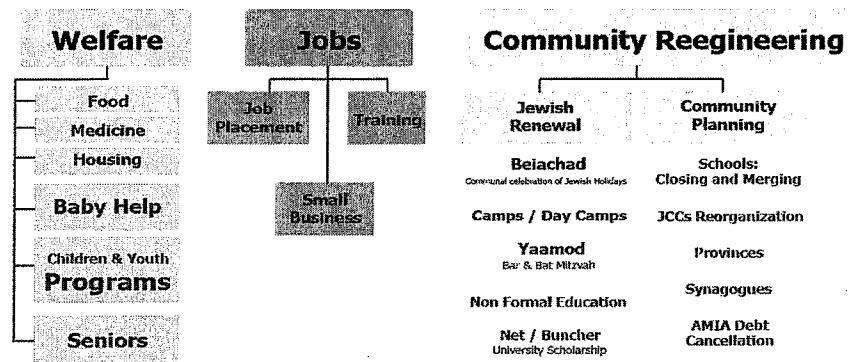 Welfare
Food
Medicine
Housing
Baby Help
Children & Youth
Programs
Seniors
Jobs
Job
Placement
Training
Small
Business
Community Reegineering
Jewish
Renewal
Beiachad
Communal celebration of Jewish Holidays
Camps / Day Camps
Yaamod
Bar & Bat Mitzvah
Non Formal Education
Net / Buncher
University Scholarship
Community
Planning
Schools:
Closing and Merging
JCCs Reorganization
Provinces
Synagogues
AMIA Debt
Cancellation